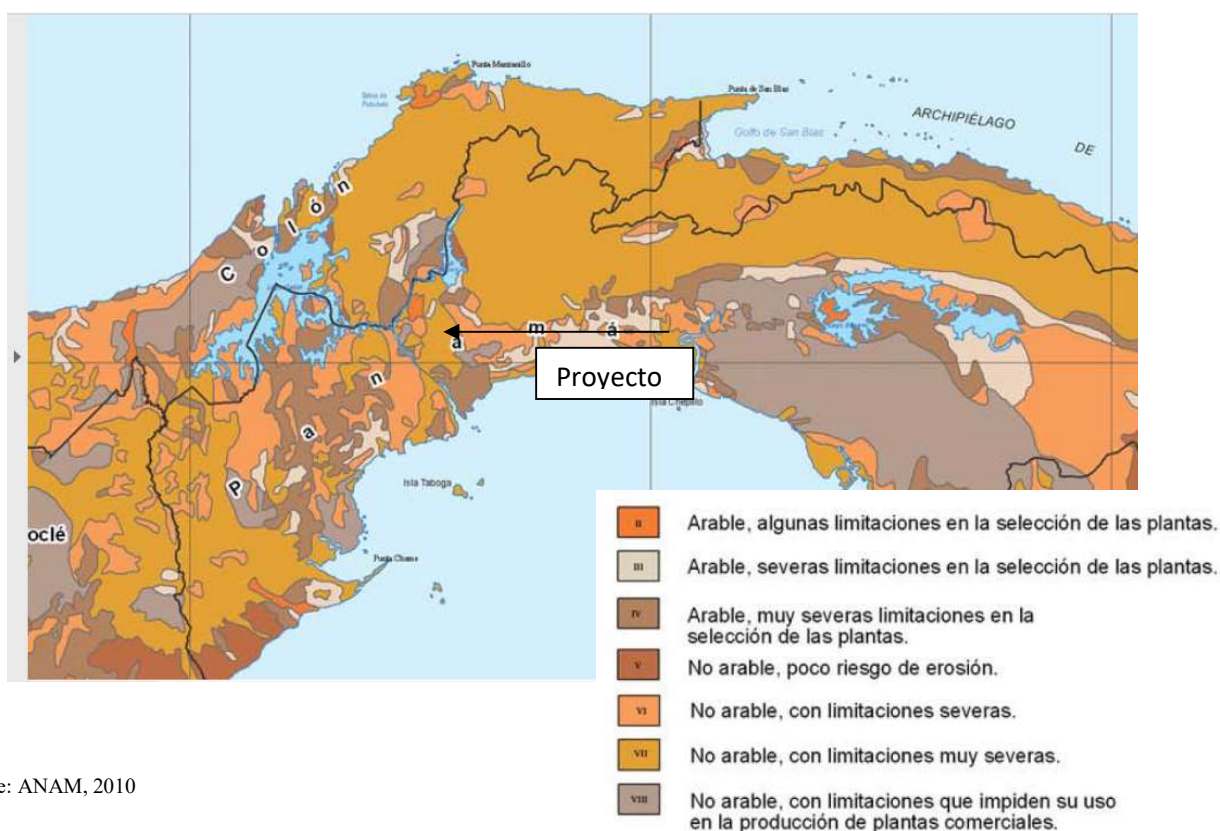 Punta Manzanillo
Punta de San Blas
ARCHIPIÉLAGO
DE
Golfo de San Blas
Colón
Panamá
Proyecto
Isla Chepillo
Isla Taboga
oclé
Punta Chame
II Arable, algunas limitaciones en la selección de las plantas.
III Arable, severas limitaciones en la selección de las plantas.
IV Arable, muy severas limitaciones en la
selección de las plantas.
V No arable, poco riesgo de erosión.
VI No arable, con limitaciones severas.
VII No arable, con limitaciones muy severas.
VIII No arable, con limitaciones que impiden su uso
en la producción de plantas comerciales.
e: ANAM, 2010